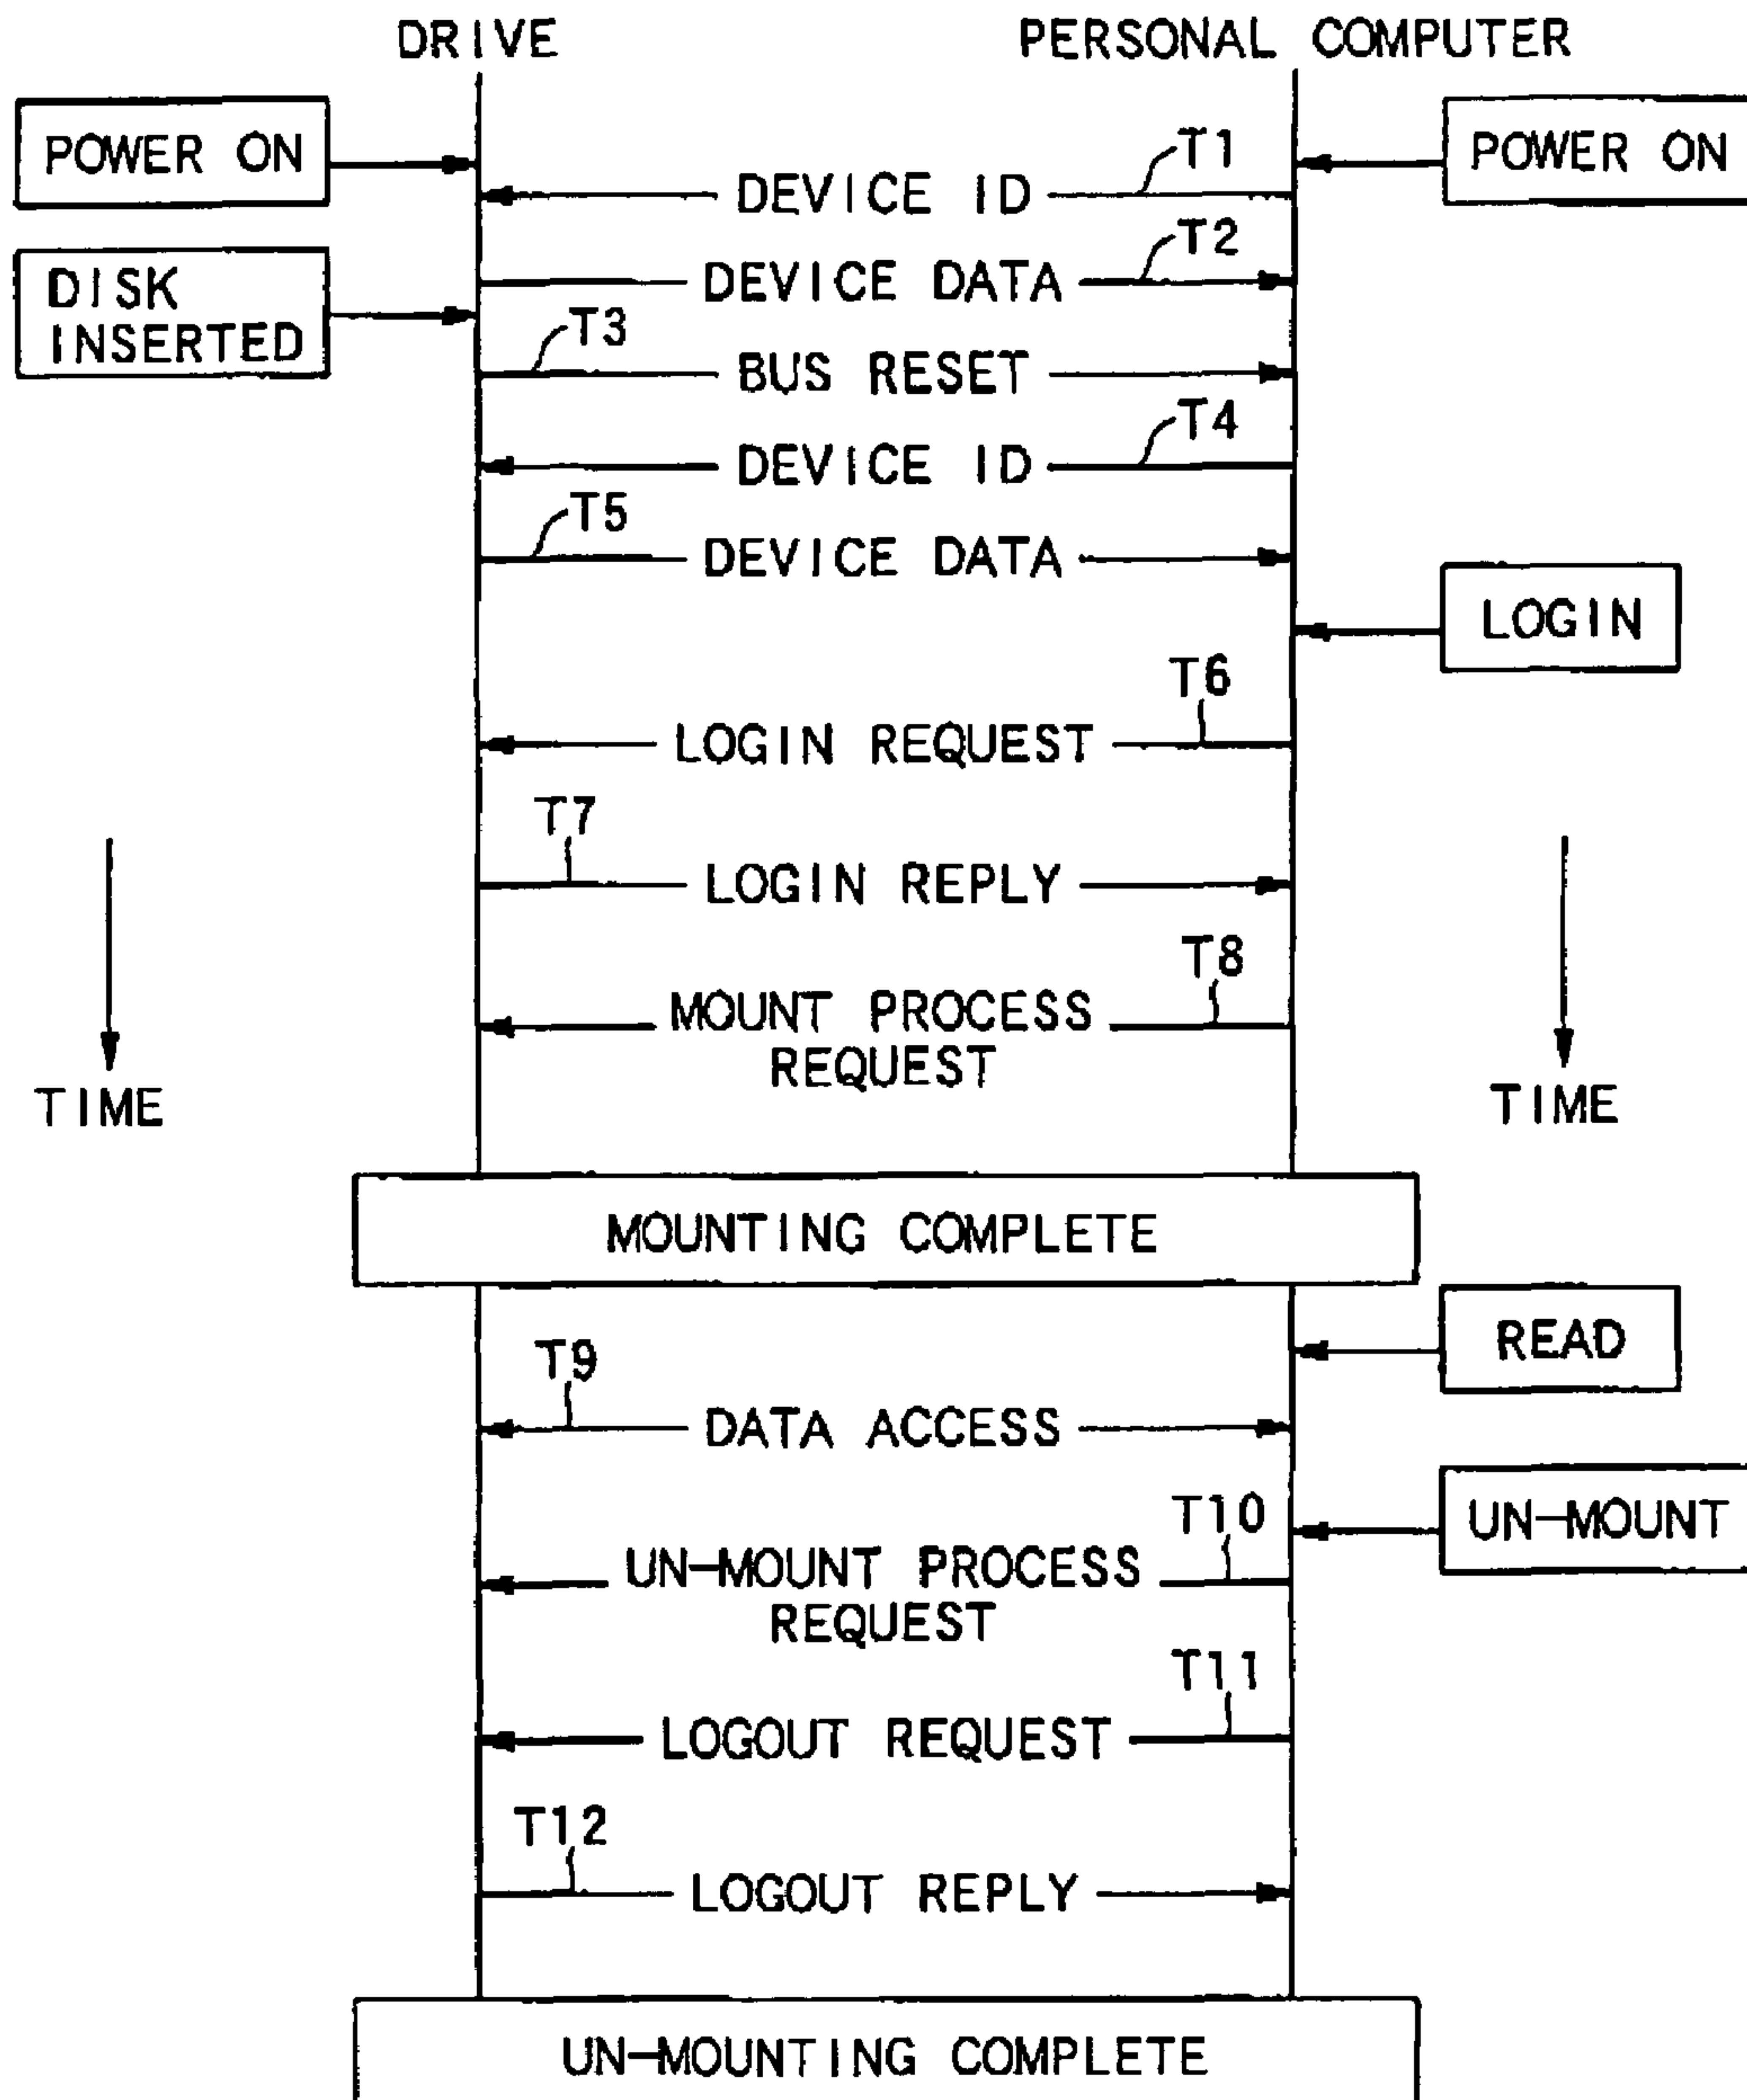 DRIVE
PERSONAL COMPUTER
POWER ON
T1
POWER ON
DEVICE ID
T2
DISK
INSERTED
DEVICE DATA
T3
BUS RESET
T4
DEVICE ID
T5
DEVICE DATA
LOGIN
T6
LOGIN REQUEST
T7
LOGIN REPLY
T8
MOUNT PROCESS
REQUEST
TIME
TIME
MOUNTING COMPLETE
READ
T9
DATA ACCESS
T10
UN-MOUNT
UN-MOUNT PROCESS
REQUEST
T11
LOGOUT REQUEST
T12
LOGOUT REPLY
UN-MOUNTING COMPLETE